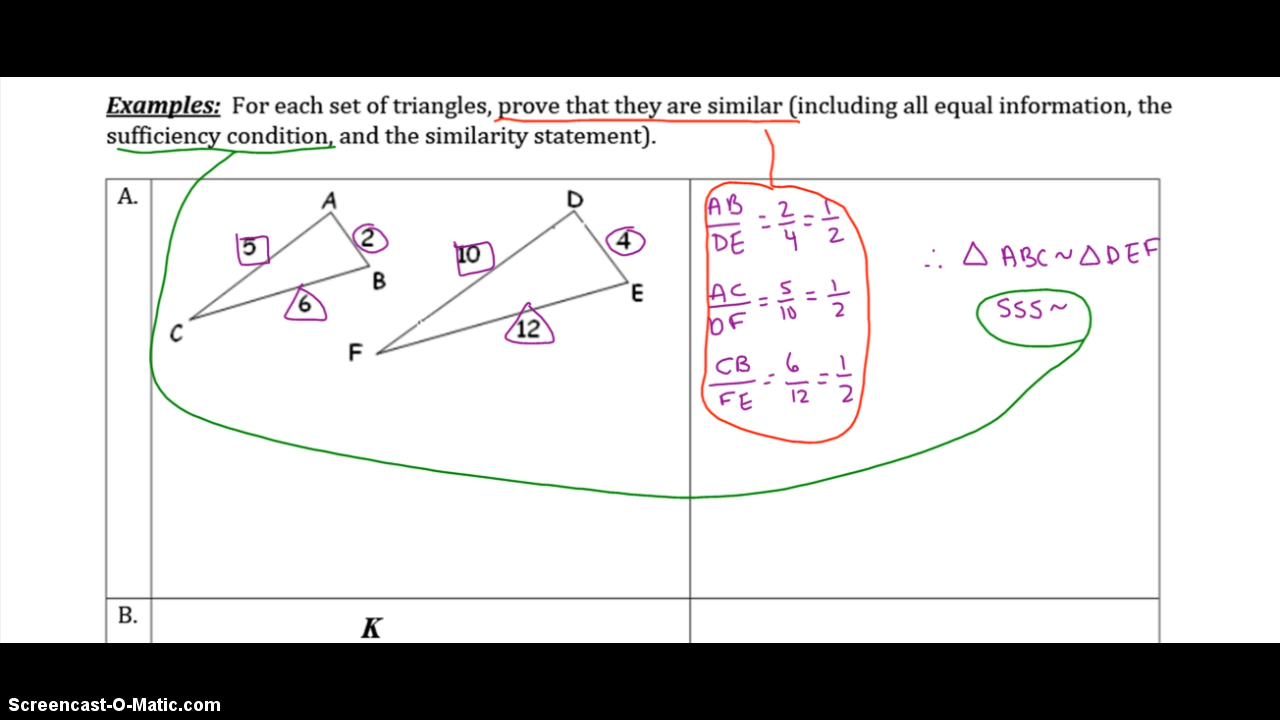 Examples: For each set of triangles, prove that they are similar (including all equal information, the
sufficiency condition, and the similarity statement).
A.
A
5
2
B
6
C
D
10
4
E
12
F
AB/DE = 2/4 = 1/2
AC/DF = 5/10 = 1/2
CB/FE = 6/12 = 1/2
∴ △ ABC ~ △ DEF
SSS ~
B.
K
Screencast-O-Matic.com